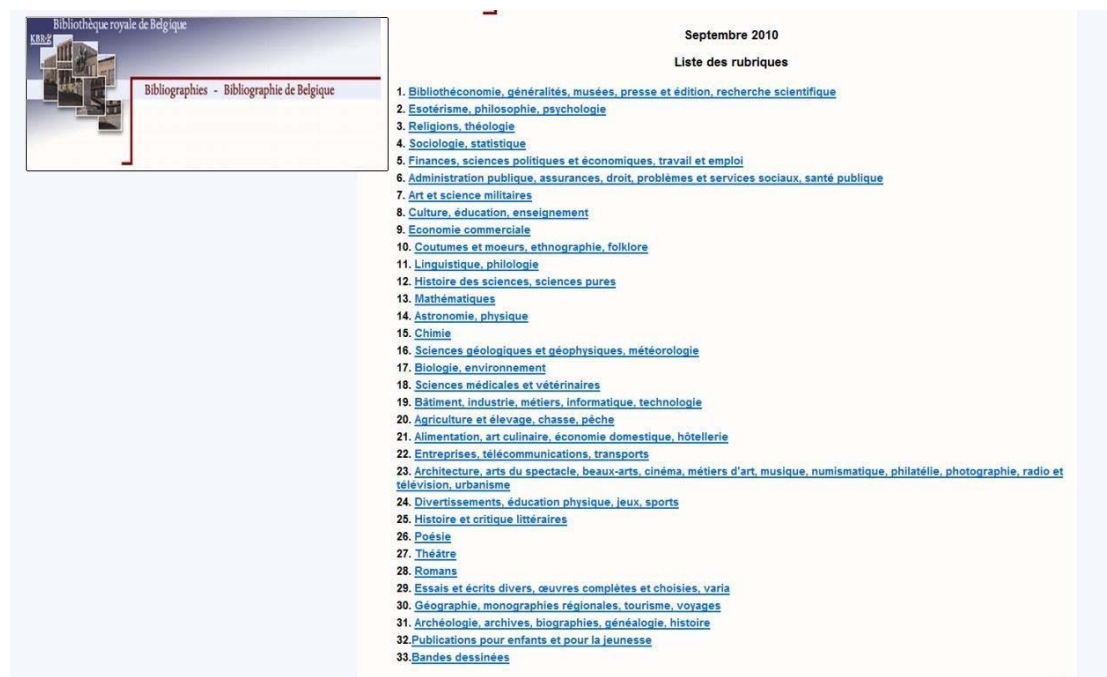 Bibliothèque royale de Belgique
KBR
Bibliographies - Bibliographie de Belgique
Septembre 2010
Liste des rubriques
1. Bibliothéconomie, généralités, musées, presse et édition, recherche scientifique
2. Esotérisme, philosophie, psychologie
3. Religions, théologie
4. Sociologie, statistique
5. Finances, sciences politiques et économiques, travail et emploi
6. Administration publique, assurances, droit, problèmes et services sociaux, santé publique
7. Art et science militaires
8. Culture, éducation, enseignement
9. Economie commerciale
10. Coutumes et moeurs, ethnographie, folklore
11. Linguistique, philologie
12. Histoire des sciences, sciences pures
13. Mathématiques
14. Astronomie, physique
15. Chimie
16. Sciences géologiques et géophysiques, météorologie
17. Biologie, environnement
18. Sciences médicales et vétérinaires
19. Bâtiment, industrie, métiers, informatique, technologie
20. Agriculture et élevage, chasse, pêche
21. Alimentation, art culinaire, économie domestique, hôtellerie
22. Entreprises, télécommunications, transports
23. Architecture, arts du spectacle, beaux-arts, cinéma, métiers d'art, musique, numismatique, philatélie, photographie, radio et
télévision, urbanisme
24. Divertissements, éducation physique, jeux, sports
25. Histoire et critique littéraires
26. Poésie
27. Théâtre
28. Romans
29. Essais et écrits divers, œuvres complètes et choisies, varia
30. Géographie, monographies régionales, tourisme, voyages
31. Archéologie, archives, biographies, généalogie, histoire
32.Publications pour enfants et pour la jeunesse
33.Bandes dessinées